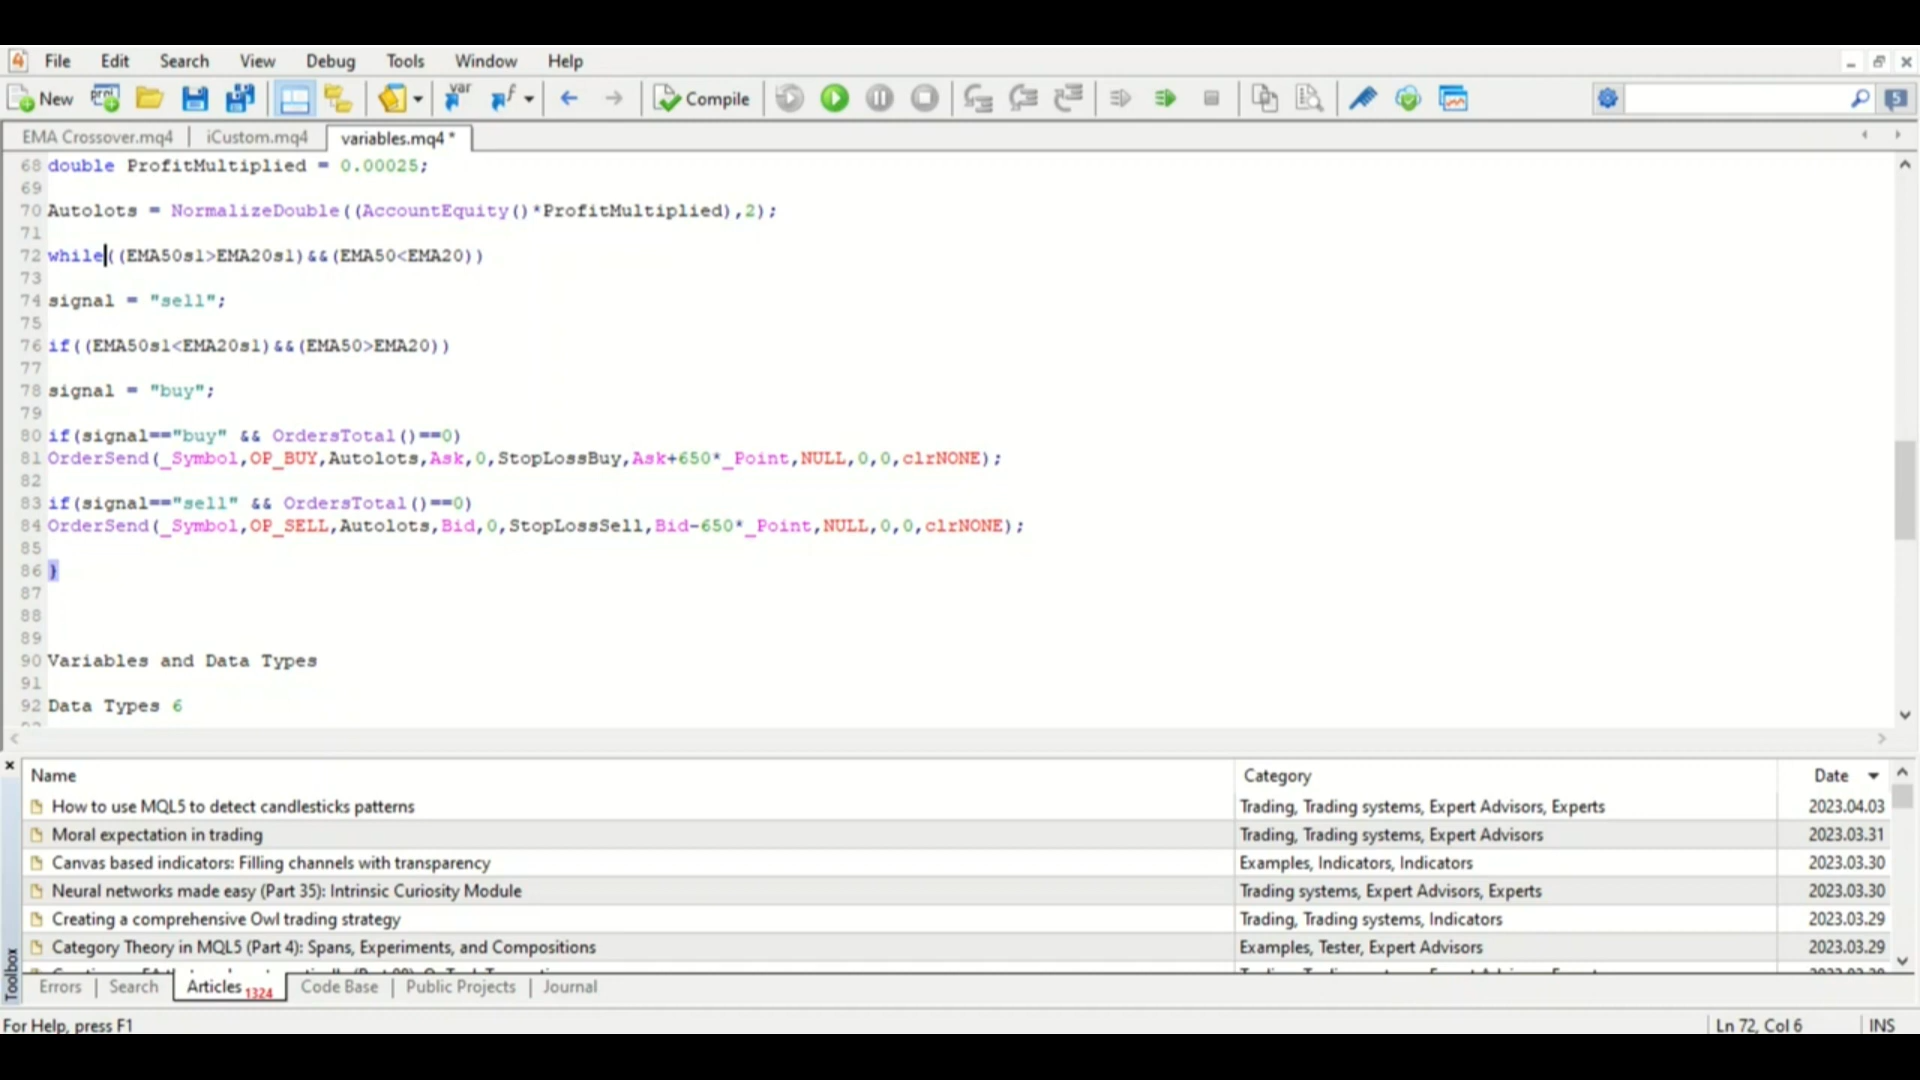 File Edit Search View Debug Tools Window Help
New Compile 5
EMA Crossover.mq4 iCustom.mq4 variables.mq4 *
68 double ProfitMultiplied = 0.00025;
69
70 Autolots = NormalizeDouble((AccountEquity()*ProfitMultiplied),2);
71
72 while((EMA50s1>EMA20s1)&&(EMA50<EMA20))
73
74 signal = "sell";
75
76 if((EMA50s1<EMA20s1)&&(EMA50>EMA20))
77
78 signal = "buy";
79
80 if(signal=="buy" && OrdersTotal()==0)
81 OrderSend(_Symbol,OP_BUY,Autolots,Ask,0,StopLossBuy,Ask+650*_Point,NULL,0,0,clrNONE);
82
83 if(signal=="sell" && OrdersTotal()==0)
84 OrderSend(_Symbol,OP_SELL,Autolots,Bid,0,StopLossSell,Bid-650*_Point,NULL,0,0,clrNONE);
85
86 }
87
88
89
90 Variables and Data Types
91
92 Data Types 6
Name Category Date
How to use MQL5 to detect candlesticks patterns Trading, Trading systems, Expert Advisors, Experts 2023.04.03
Moral expectation in trading Trading, Trading systems, Expert Advisors 2023.03.31
Canvas based indicators: Filling channels with transparency Examples, Indicators, Indicators 2023.03.30
Neural networks made easy (Part 35): Intrinsic Curiosity Module Trading systems, Expert Advisors, Experts 2023.03.30
Creating a comprehensive Owl trading strategy Trading, Trading systems, Indicators 2023.03.29
Category Theory in MQL5 (Part 4): Spans, Experiments, and Compositions Examples, Tester, Expert Advisors 2023.03.29
Toolbox
Errors Search Articles 1324 Code Base Public Projects Journal
For Help, press F1 Ln 72, Col 6 INS